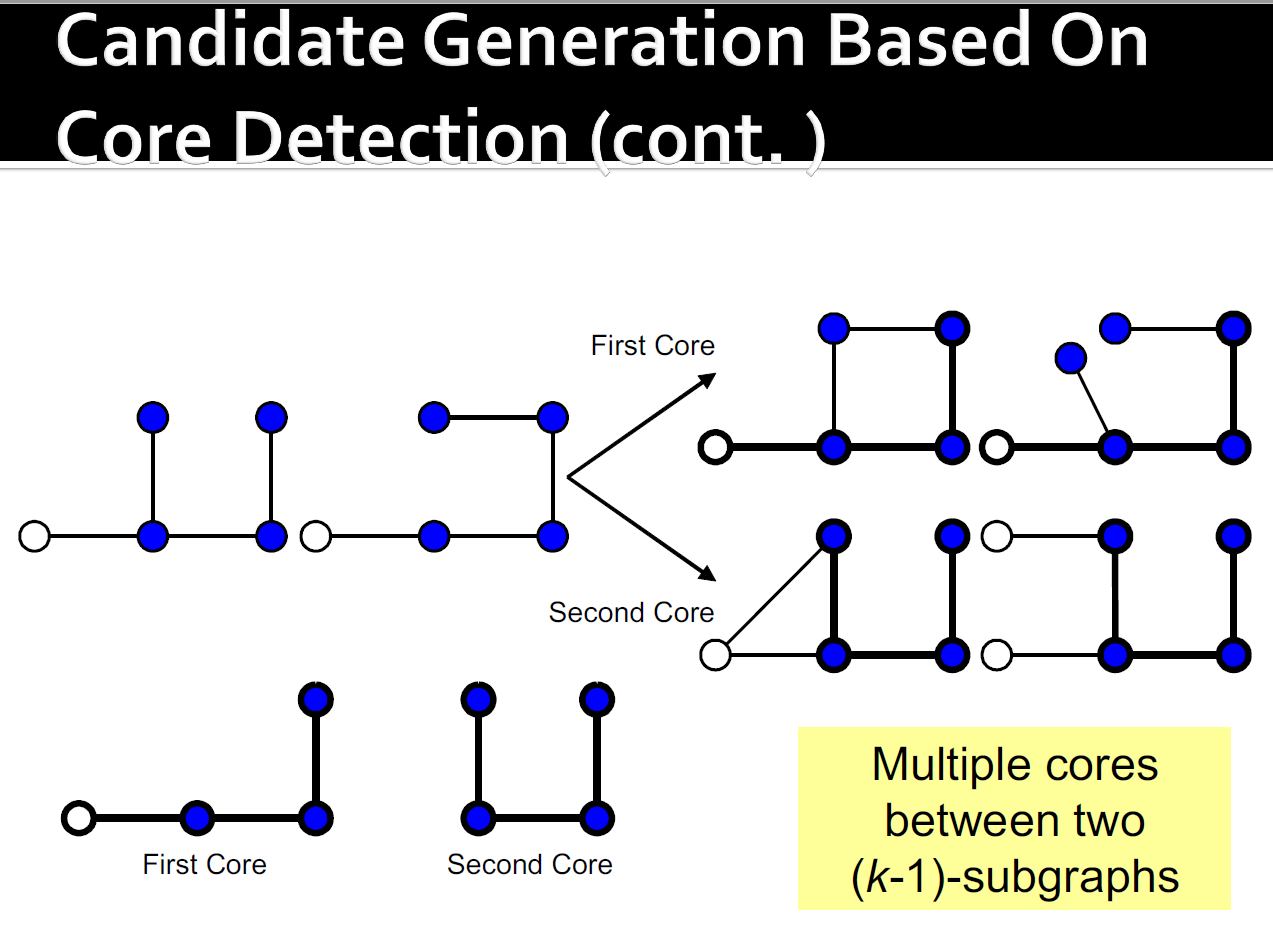 Candidate Generation Based On
Core Detection (cont. )
First Core
Second Core
First Core
Second Core
Multiple cores
between two
(k-1)-subgraphs